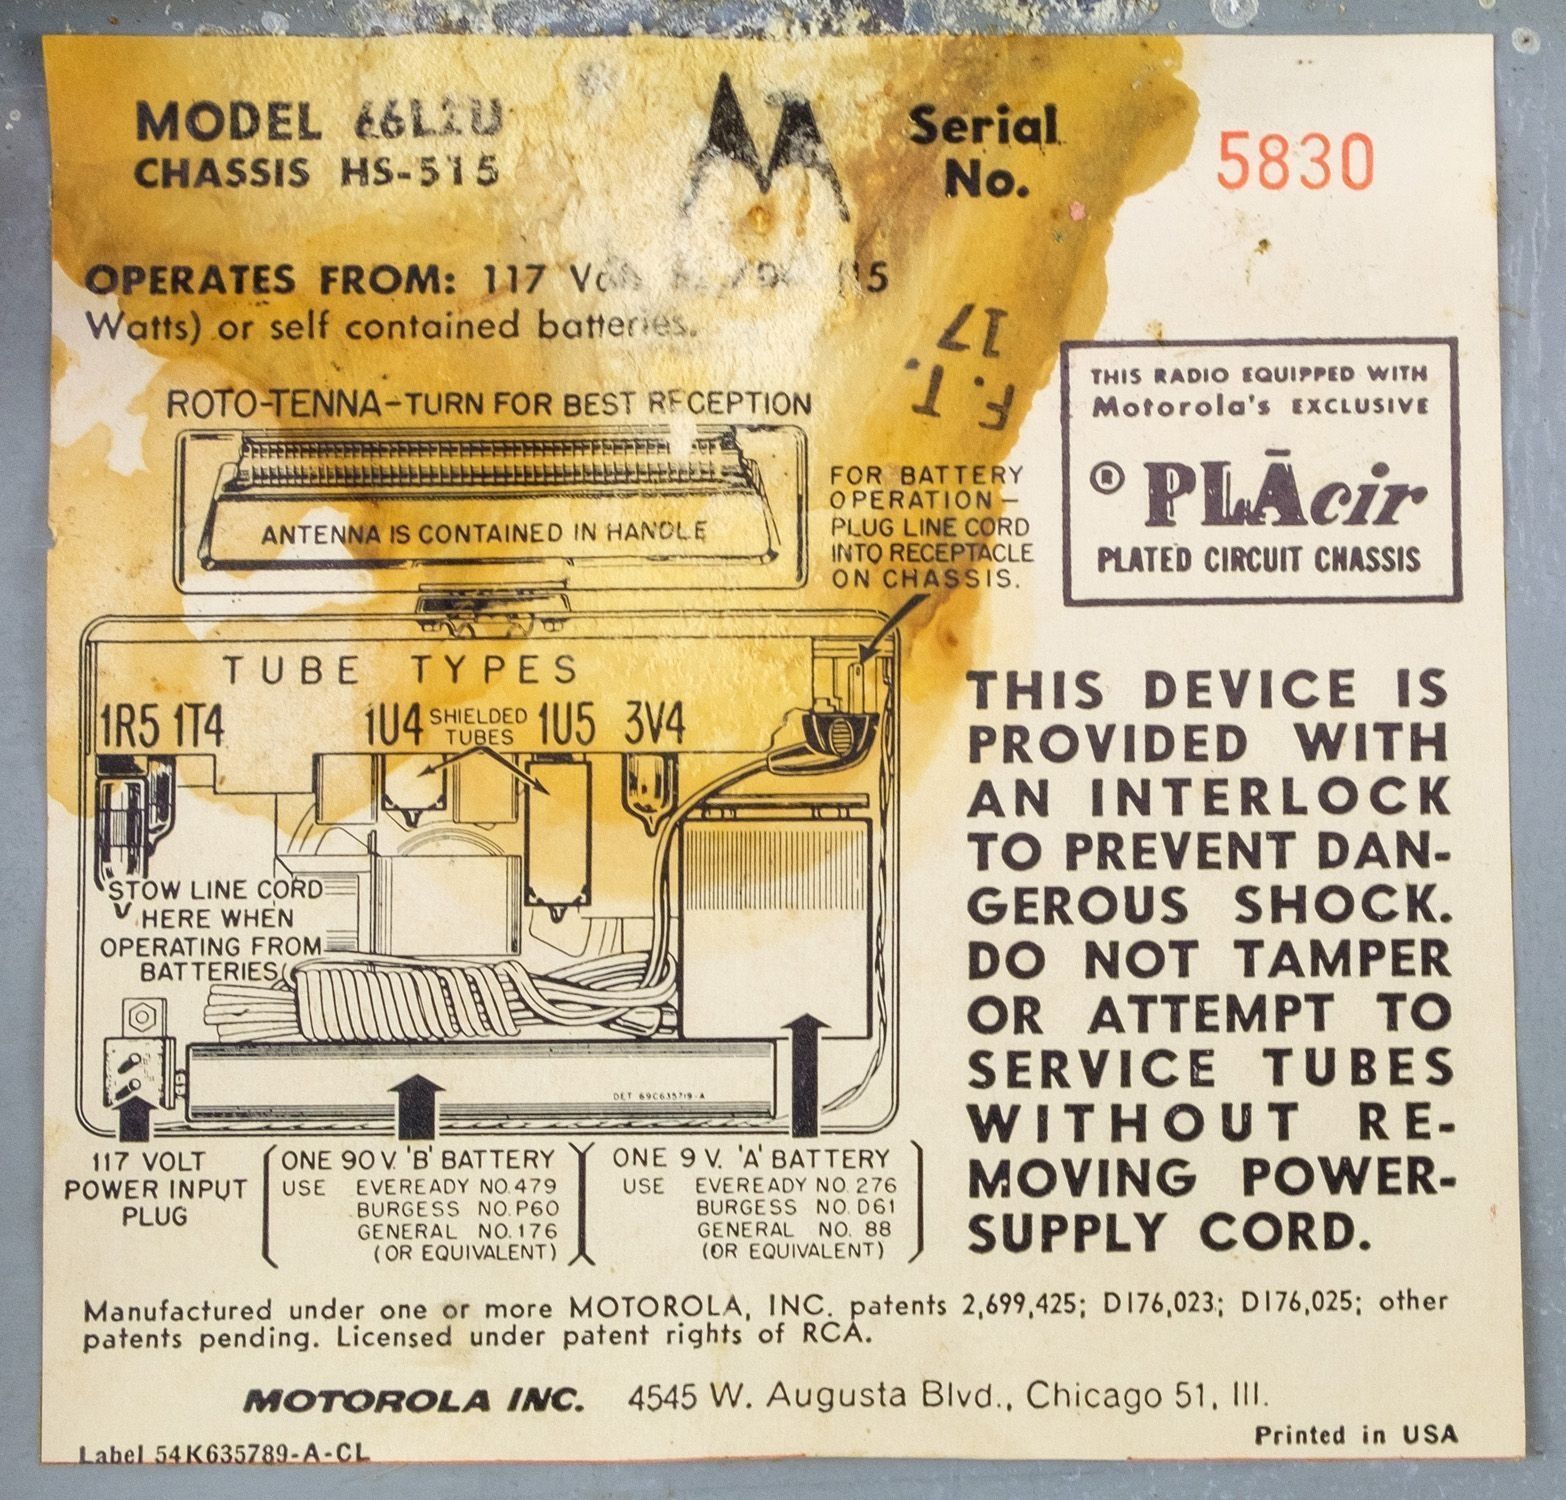 MODEL 66L2U
CHASSIS HS-515
Serial
No.
5830
OPERATES FROM: 117 Volt
Watts) or self contained batteries.
F.T.
17
ROTO-TENNA-TURN FOR BEST RECEPTION
ANTENNA IS CONTAINED IN HANDLE
FOR BATTERY
OPERATION-
PLUG LINE CORD
INTO RECEPTACLE
ON CHASSIS.
THIS RADIO EQUIPPED WITH
Motorola's EXCLUSIVE
® PLĀcir
PLATED CIRCUIT CHASSIS
TUBE TYPES
1R5 1T4 1U4 SHIELDED TUBES 1U5 3V4
STOW LINE CORD
HERE WHEN
OPERATING FROM
BATTERIES
DET 69C635719-A
117 VOLT
POWER INPUT
PLUG
ONE 90 V. 'B' BATTERY
USE EVEREADY NO. 479
BURGESS NO. P60
GENERAL NO. 176
(OR EQUIVALENT)
ONE 9 V. 'A' BATTERY
USE EVEREADY NO. 276
BURGESS NO. D61
GENERAL NO. 88
(OR EQUIVALENT)
THIS DEVICE IS
PROVIDED WITH
AN INTERLOCK
TO PREVENT DAN-
GEROUS SHOCK.
DO NOT TAMPER
OR ATTEMPT TO
SERVICE TUBES
WITHOUT RE-
MOVING POWER-
SUPPLY CORD.
Manufactured under one or more MOTOROLA, INC. patents 2,699,425; D176,023; D176,025; other
patents pending. Licensed under patent rights of RCA.
MOTOROLA INC. 4545 W. Augusta Blvd., Chicago 51, Ill.
Printed in USA
Label 54K635789-A-CL